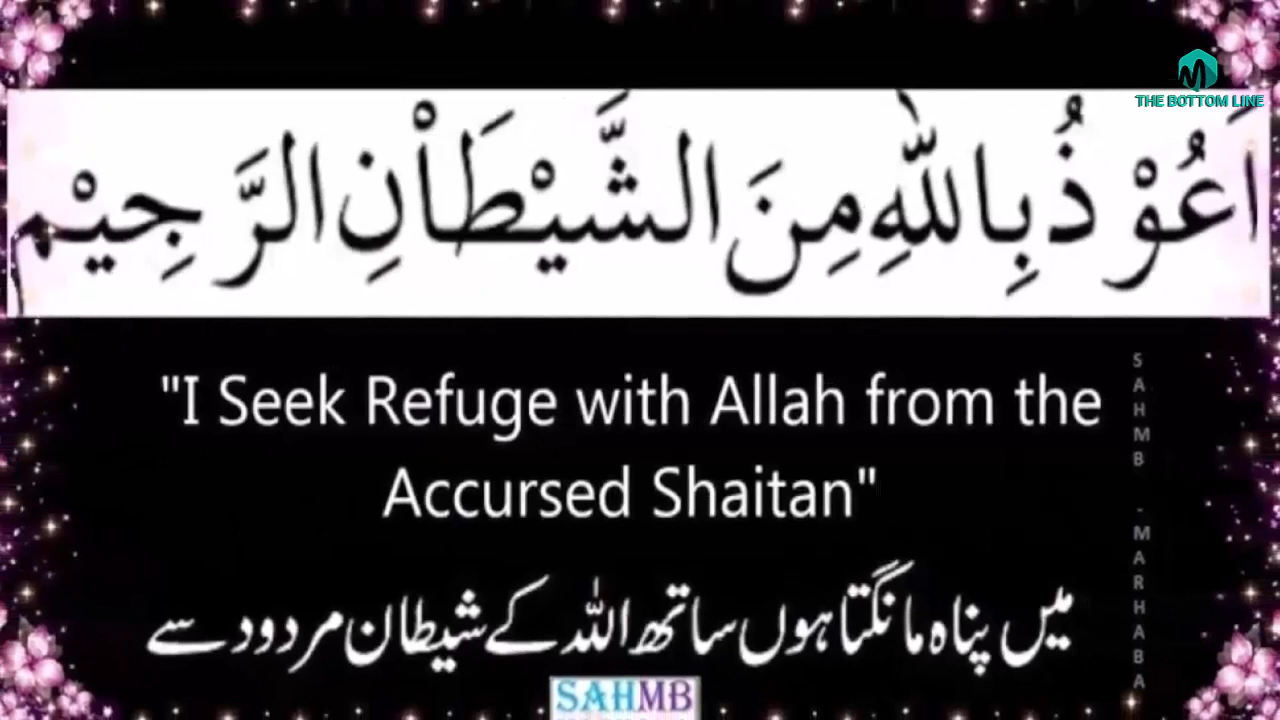 THE BOTTOM LINE
اَعُوْذُ بِاللّٰهِ مِنَ الشَّيْطَاْنِ الرَّجِيْم
"I Seek Refuge with Allah from the
Accursed Shaitan"
میں پناہ مانگتا ہوں ساتھ اللہ کے شیطان مردود سے
SAHMB - MARHABA
SAHMB